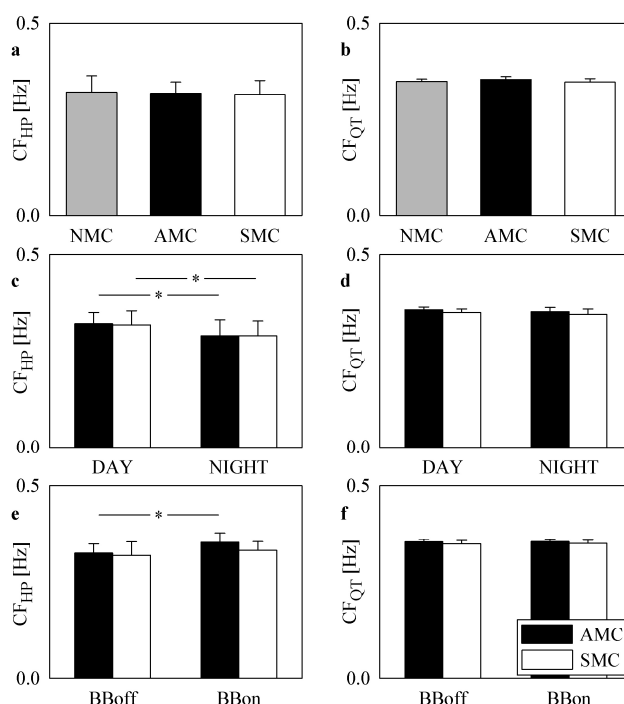 a
0.5
CF_HP [Hz]
0.0
NMC AMC SMC
b
0.5
CF_QT [Hz]
0.0
NMC AMC SMC
c
0.5
CF_HP [Hz]
0.0
*
*
DAY NIGHT
d
0.5
CF_QT [Hz]
0.0
DAY NIGHT
e
0.5
CF_HP [Hz]
0.0
*
BBoff BBon
f
0.5
CF_QT [Hz]
0.0
AMC
SMC
BBoff BBon